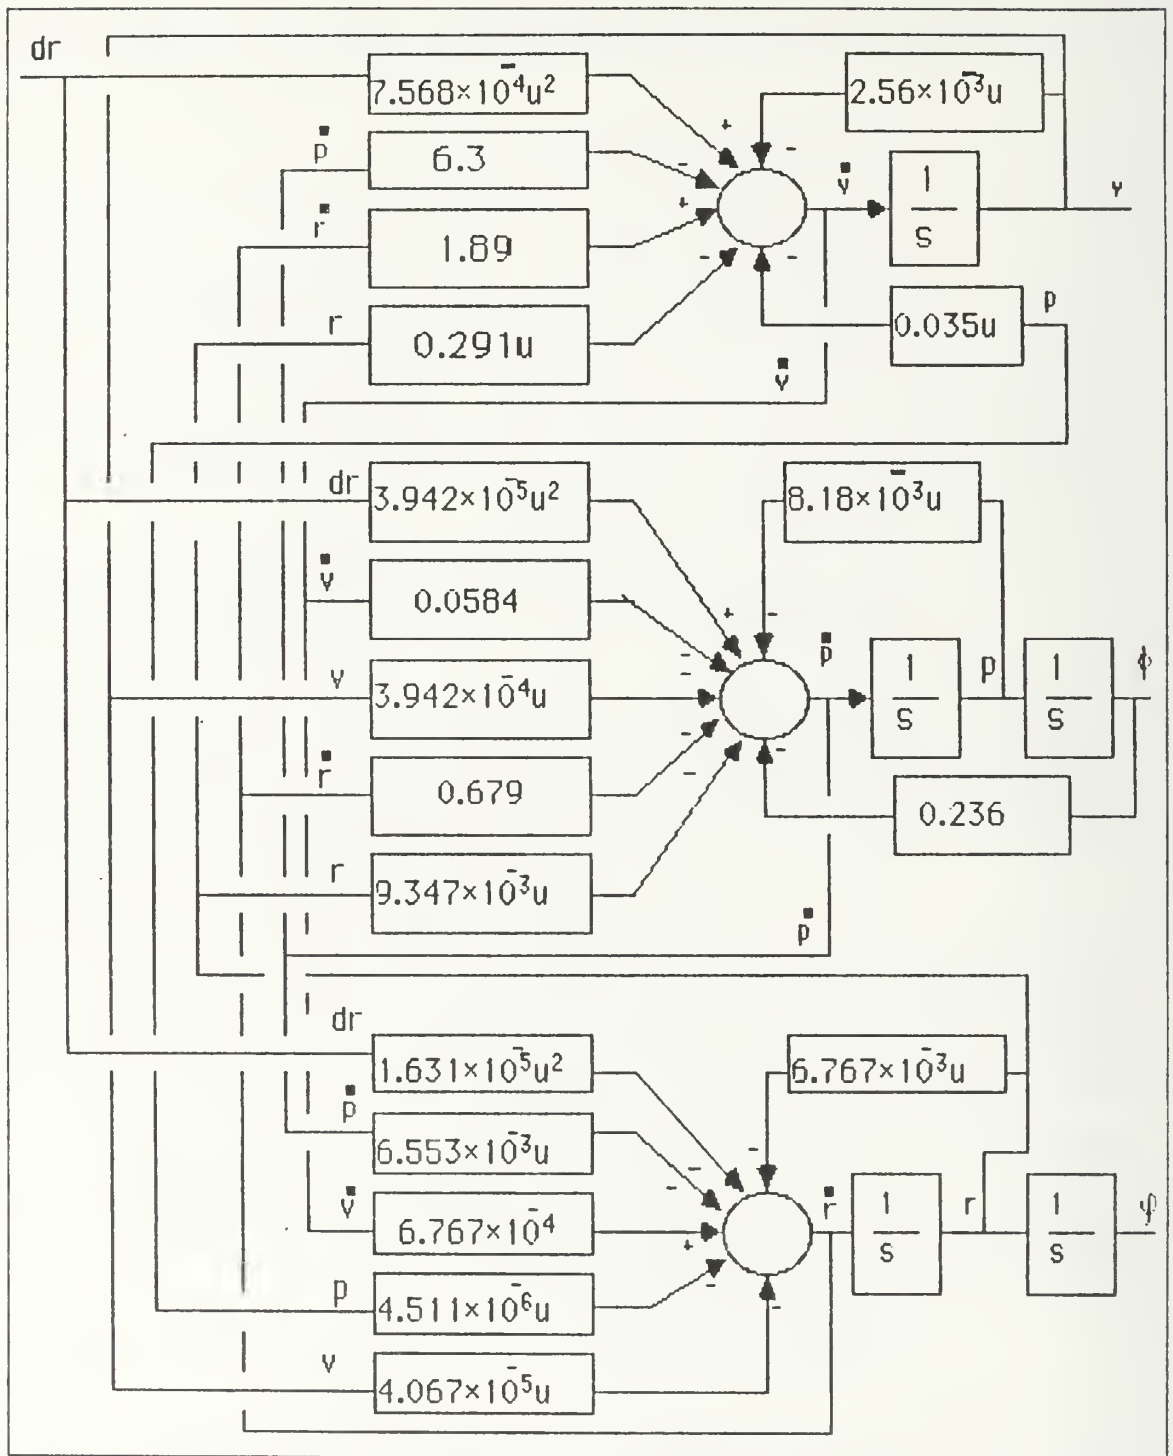 dr
7.568×10⁻⁴u²
2.56×10⁻³u
+
-
ṗ
6.3
-
v̇
1
S
v
ṙ
1.89
+
r
0.291u
-
-
0.035u
p
v̇
dr
3.942×10⁻⁵u²
8.18×10⁻³u
v̇
0.0584
+
-
-
ṗ
1
S
p
1
S
ϕ
v
3.942×10⁻⁴u
-
-
-
ṙ
0.679
-
0.236
r
9.347×10⁻³u
ṗ
dr
1.631×10⁻⁵u²
6.767×10⁻³u
ṗ
6.553×10⁻³u
-
-
-
v̇
6.767×10⁻⁴
+
ṙ
1
S
r
1
S
ψ
p
4.511×10⁻⁶u
-
-
v
4.067×10⁻⁵u